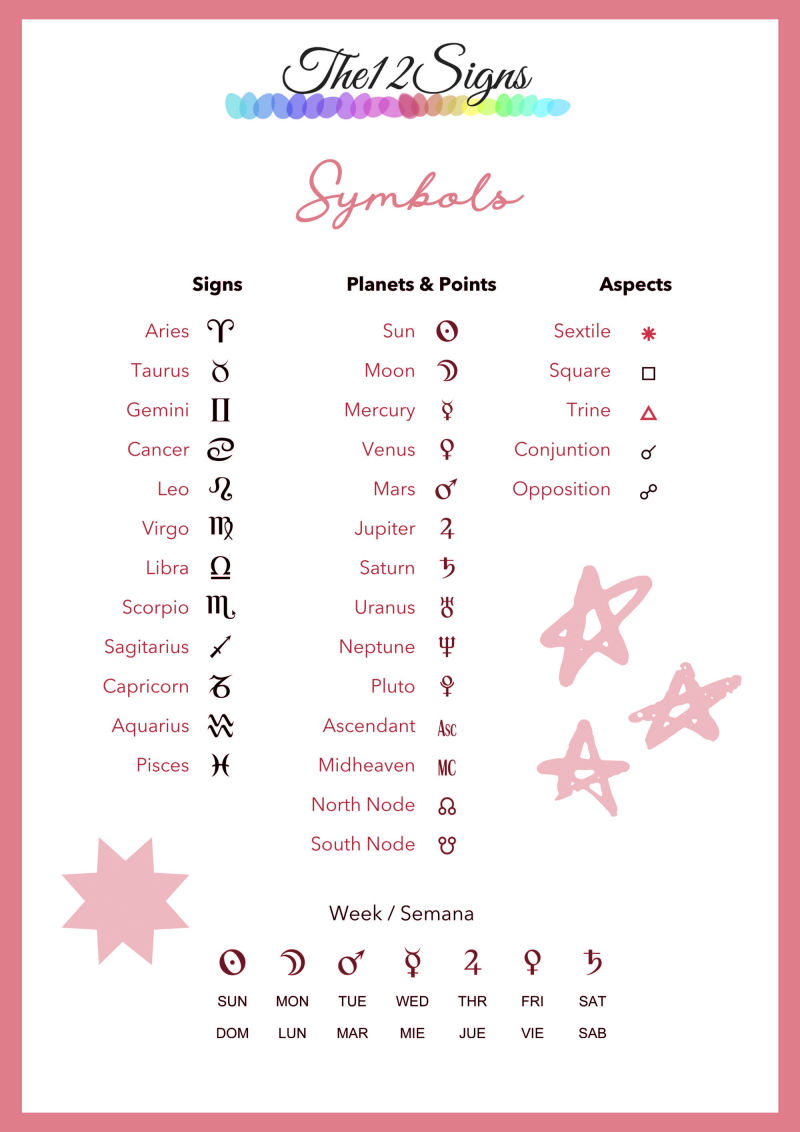 The12Signs
Symbols
Signs
Aries ♈
Taurus ♉
Gemini ♊
Cancer ♋
Leo ♌
Virgo ♍
Libra ♎
Scorpio ♏
Sagitarius ♐
Capricorn ♑
Aquarius ♒
Pisces ♓
Planets & Points
Sun ☉
Moon ☽
Mercury ☿
Venus ♀
Mars ♂
Jupiter ♃
Saturn ♄
Uranus ♅
Neptune ♆
Pluto ⯓
Ascendant Asc
Midheaven MC
North Node ☊
South Node ☋
Aspects
Sextile ⚹
Square □
Trine △
Conjuntion ☌
Opposition ☍
Week / Semana
☉ ☽ ♂ ☿ ♃ ♀ ♄
SUN MON TUE WED THR FRI SAT
DOM LUN MAR MIE JUE VIE SAB